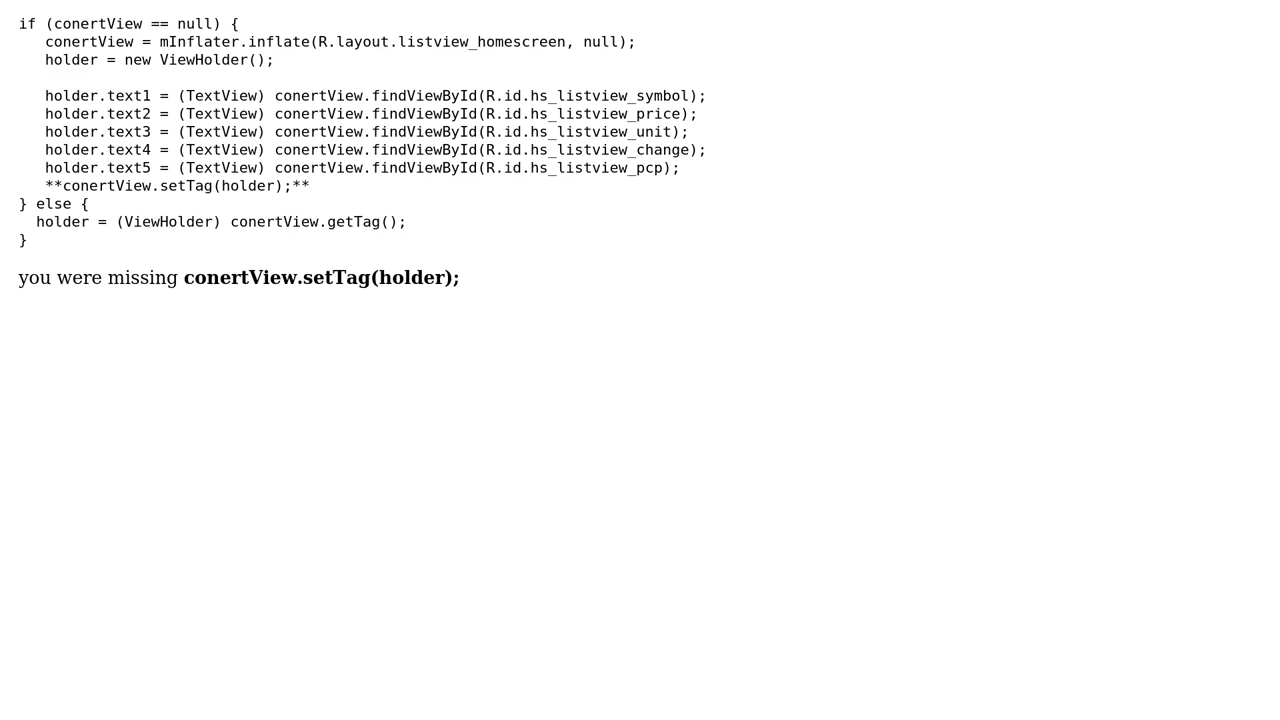 if (conertView == null) {
   conertView = mInflater.inflate(R.layout.listview_homescreen, null);
   holder = new ViewHolder();

   holder.text1 = (TextView) conertView.findViewById(R.id.hs_listview_symbol);
   holder.text2 = (TextView) conertView.findViewById(R.id.hs_listview_price);
   holder.text3 = (TextView) conertView.findViewById(R.id.hs_listview_unit);
   holder.text4 = (TextView) conertView.findViewById(R.id.hs_listview_change);
   holder.text5 = (TextView) conertView.findViewById(R.id.hs_listview_pcp);
   **conertView.setTag(holder);**
} else {
  holder = (ViewHolder) conertView.getTag();
}
you were missing conertView.setTag(holder);